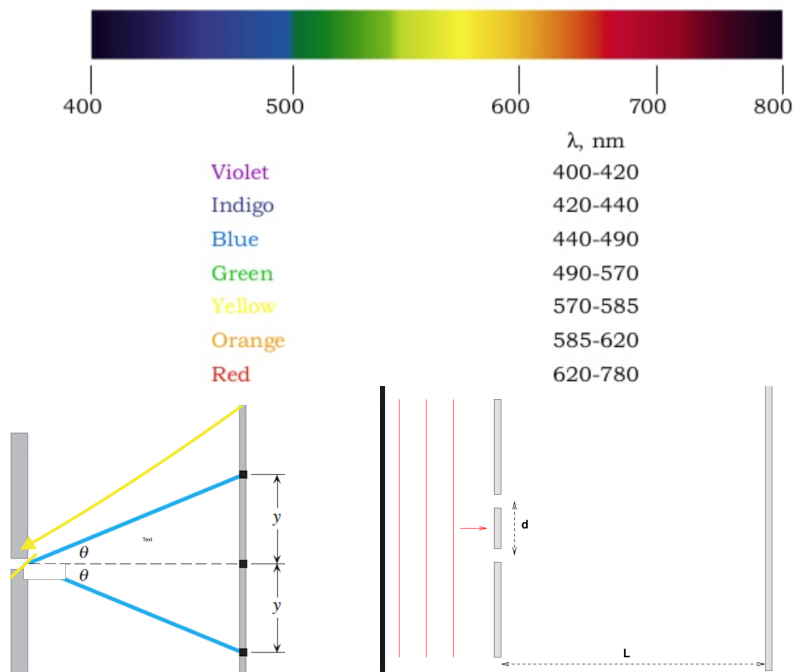 400 500 600 700 800
λ, nm
Violet 400-420
Indigo 420-440
Blue 440-490
Green 490-570
Yellow 570-585
Orange 585-620
Red 620-780
y
Text
θ
θ
y
d
L